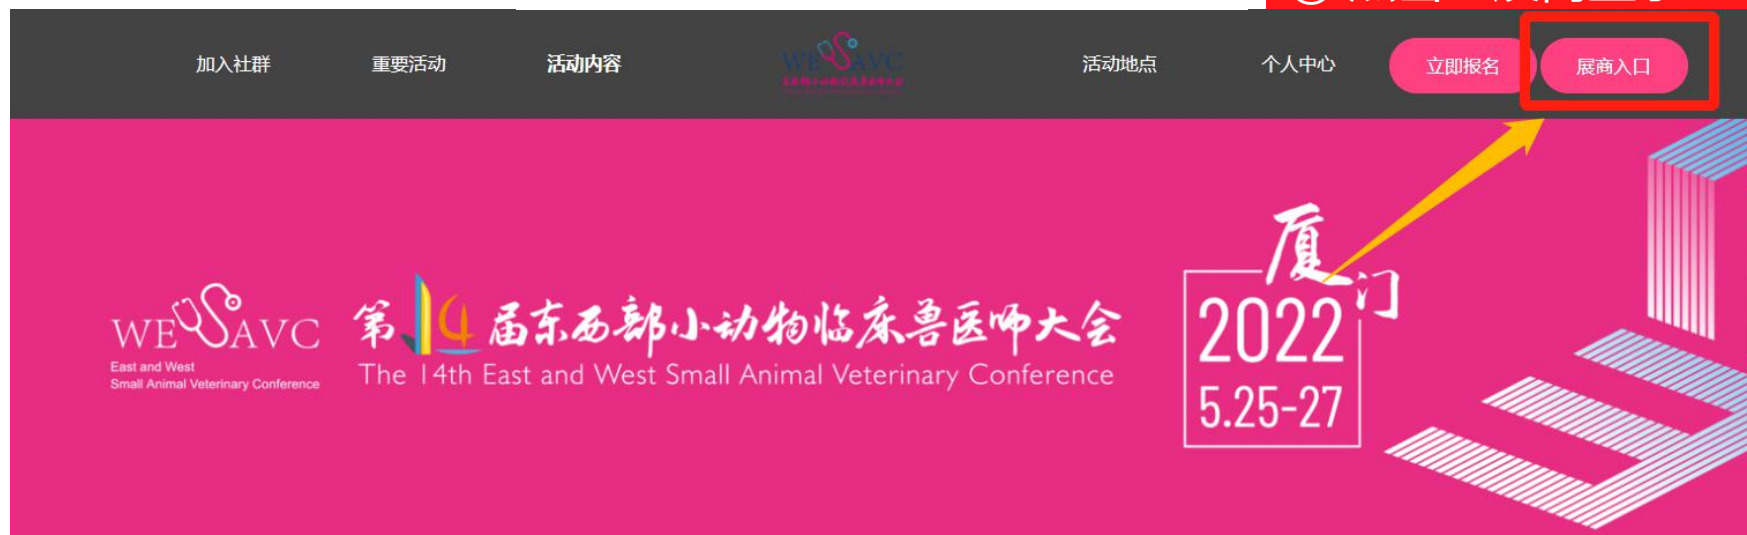 加入社群
重要活动
活动内容
WESAVC
活动地点
个人中心
立即报名
展商入口
WESAVC
East and West
Small Animal Veterinary Conference
第14届东西部小动物临床兽医师大会
The 14th East and West Small Animal Veterinary Conference
厦门
2022
5.25-27